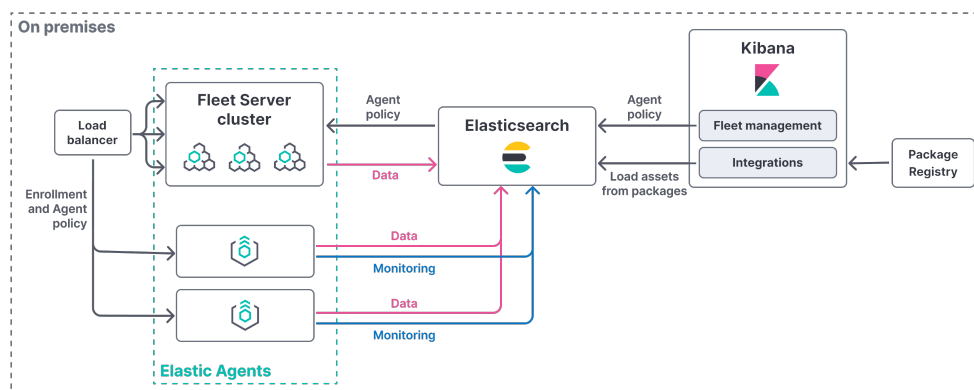 On premises
Kibana
Fleet Server
cluster
Agent
policy
Agent
policy
Load
balancer
Elasticsearch
Fleet management
Integrations
Package
Registry
Data
Load assets
from packages
Enrollment
and Agent
policy
Data
Monitoring
Data
Monitoring
Elastic Agents